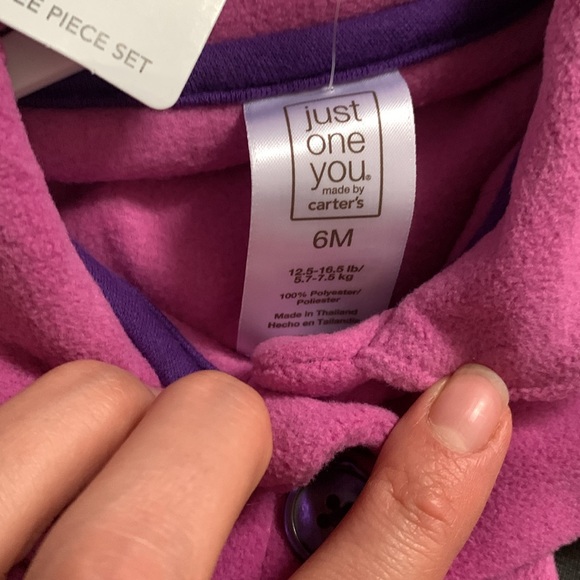 PIECE SET
just
one
you®
made by
carter's
6M
12.5-16.5 lb/
5.7-7.5 kg
100% Polyester/
Poliester
Made in Thailand
Hecho en Tailandia